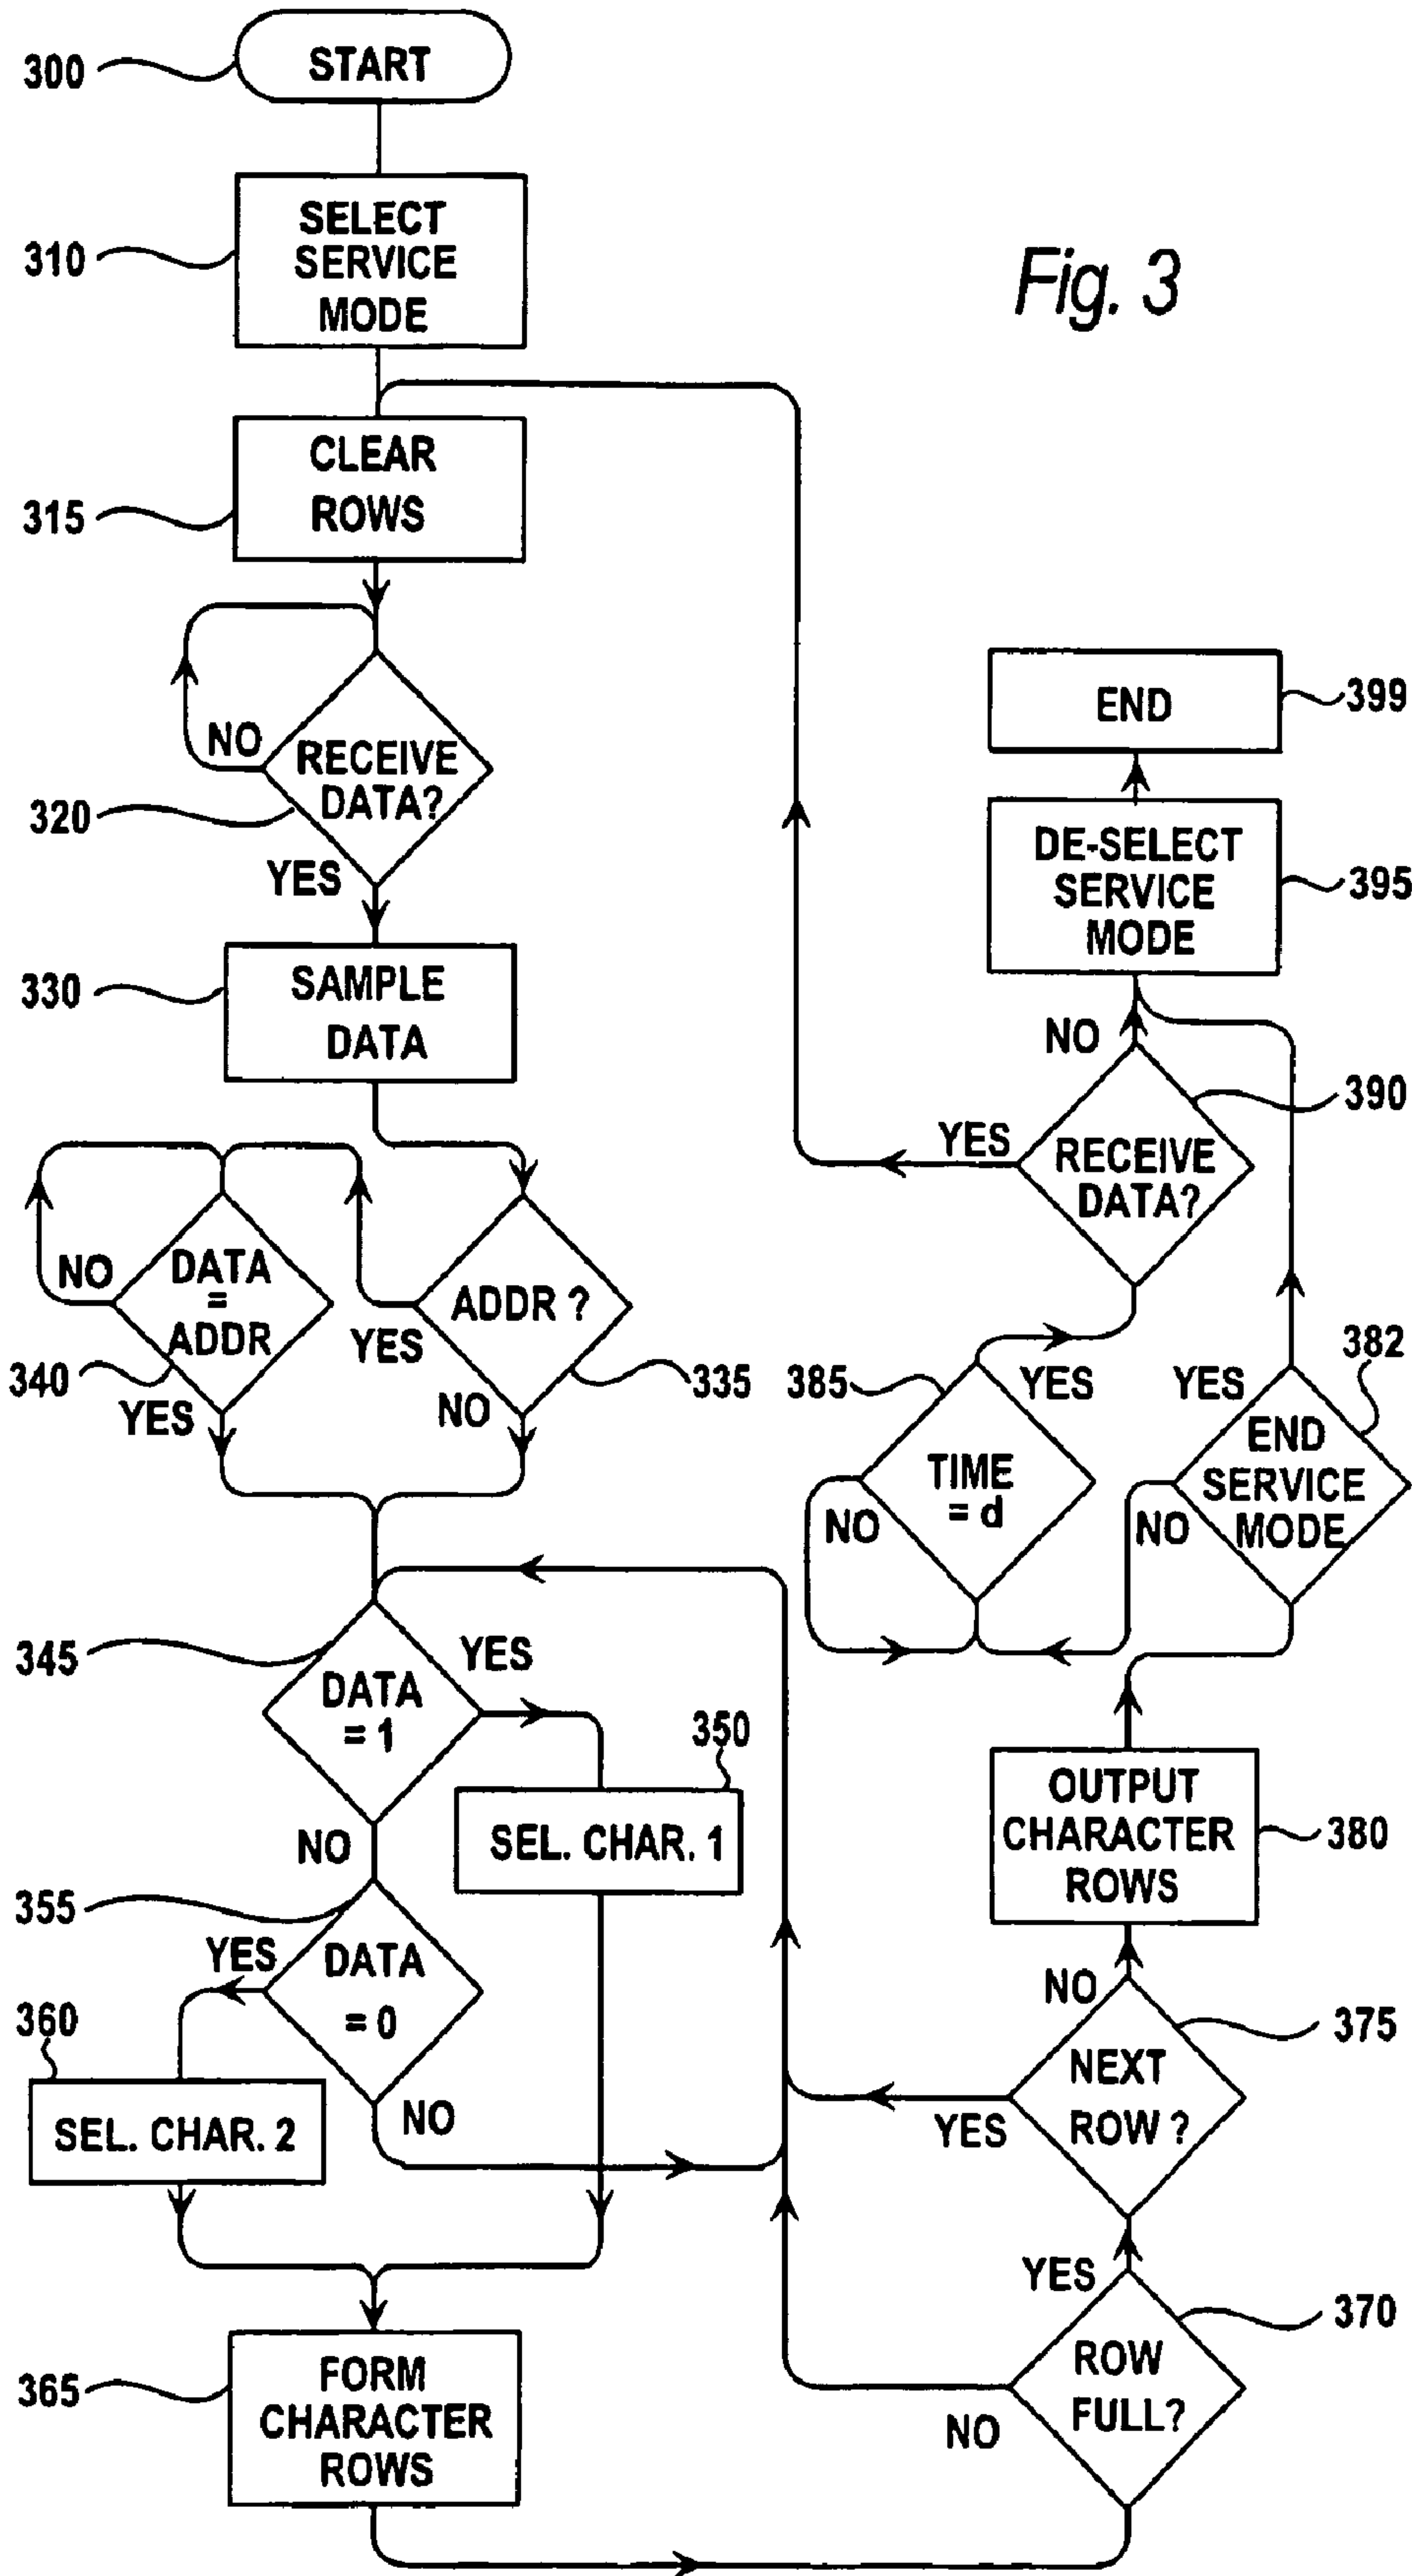 300
START
310
SELECT
SERVICE
MODE
Fig. 3
315
CLEAR
ROWS
320
NO
RECEIVE
DATA?
YES
330
SAMPLE
DATA
340
NO
DATA
=
ADDR
YES
335
ADDR ?
YES
NO
345
DATA
= 1
YES
NO
350
SEL. CHAR. 1
355
DATA
= 0
YES
NO
360
SEL. CHAR. 2
365
FORM
CHARACTER
ROWS
399
END
395
DE-SELECT
SERVICE
MODE
NO
390
RECEIVE
DATA?
YES
385
TIME
= d
YES
NO
382
END
SERVICE
MODE
YES
NO
380
OUTPUT
CHARACTER
ROWS
NO
375
NEXT
ROW ?
YES
YES
370
ROW
FULL?
NO